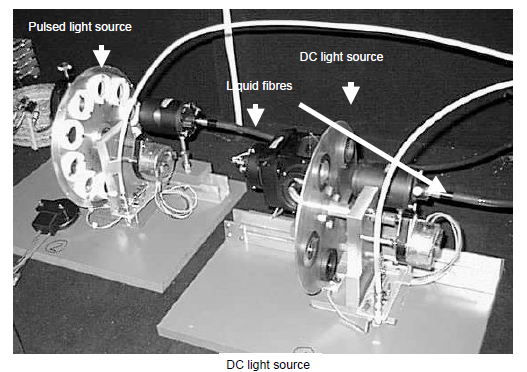 Pulsed light source
DC light source
Liquid fibres
DC light source